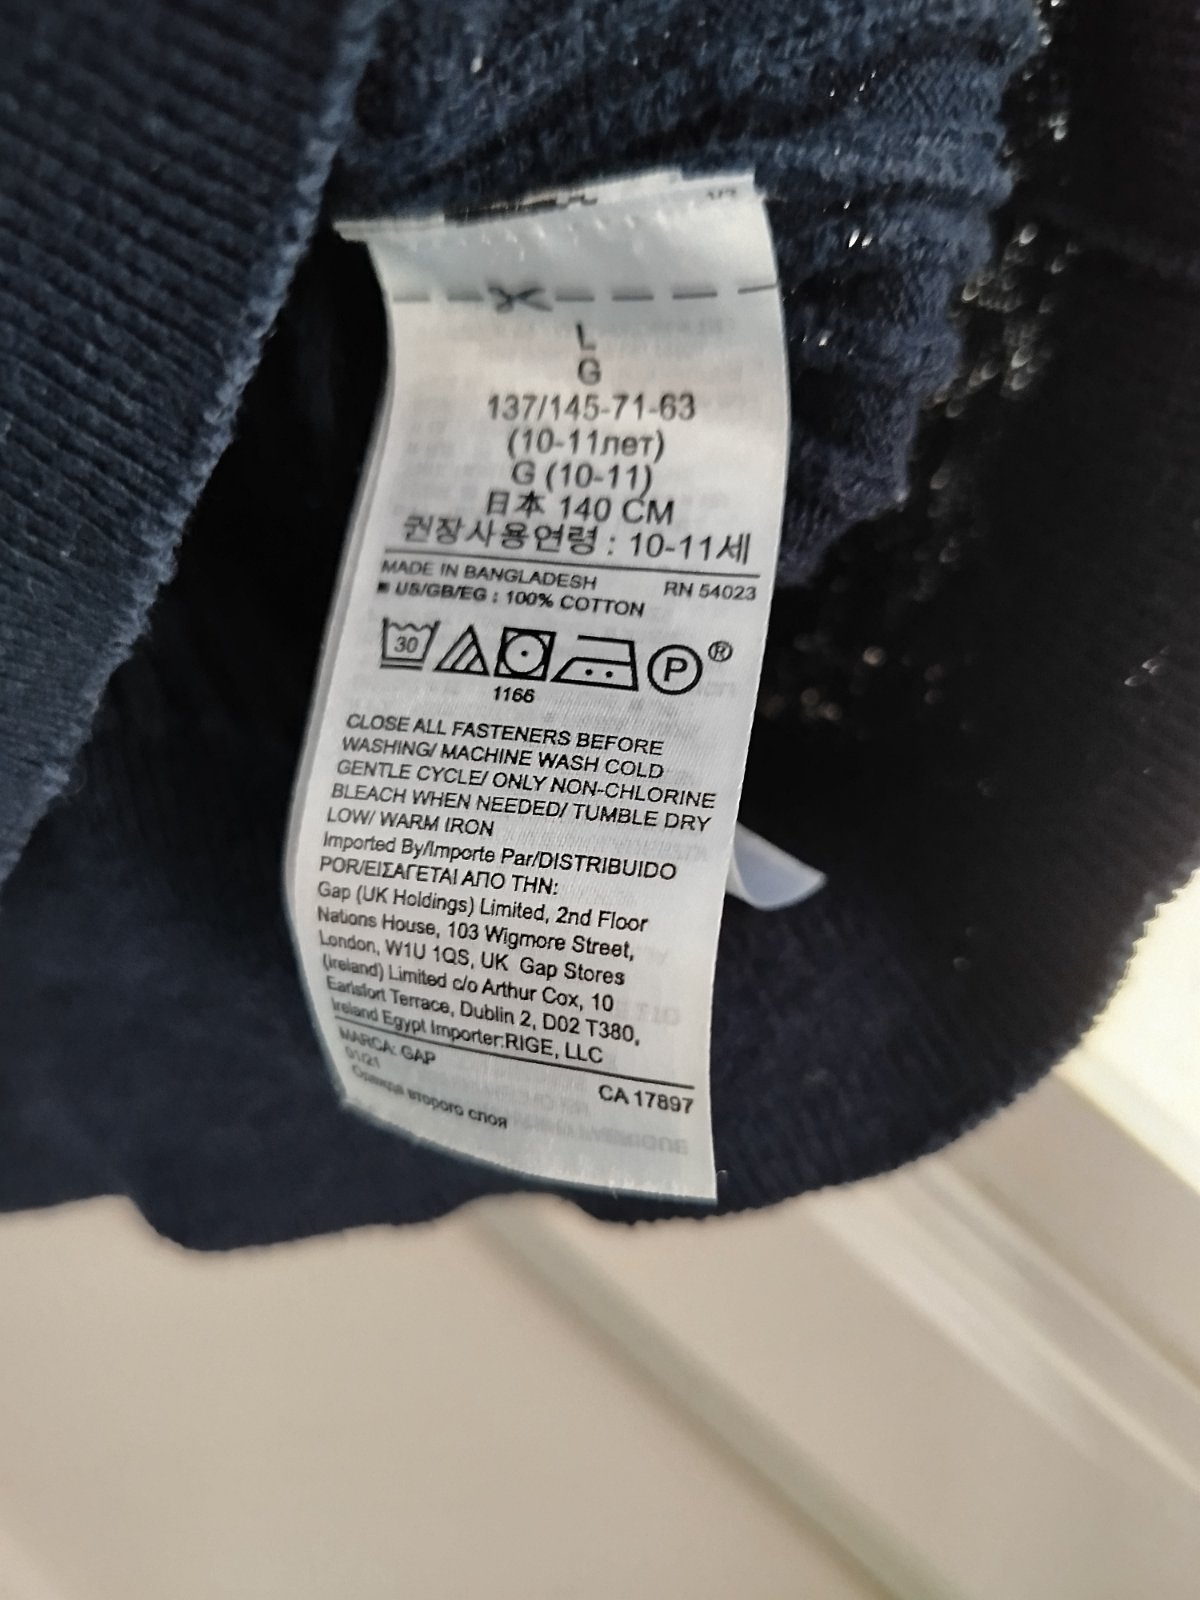 L
G
137/145-71-63
(10-11лет)
G (10-11)
日本 140 CM
권장사용연령 : 10-11세
MADE IN BANGLADESH RN 54023
US/GB/EG : 100% COTTON
30 P ®
1166
CLOSE ALL FASTENERS BEFORE
WASHING/ MACHINE WASH COLD
GENTLE CYCLE/ ONLY NON-CHLORINE
BLEACH WHEN NEEDED/ TUMBLE DRY
LOW/ WARM IRON
Imported By/Importe Par/DISTRIBUIDO
POR/ΕΙΣΑΓΕΤΑΙ ΑΠΟ ΤΗΝ:
Gap (UK Holdings) Limited, 2nd Floor
Nations House, 103 Wigmore Street,
London, W1U 1QS, UK Gap Stores
(Ireland) Limited c/o Arthur Cox, 10
Earlsfort Terrace, Dublin 2, D02 T380,
Ireland Egypt Importer:RIGE, LLC
MARCA: GAP CA 17897
01/21
Одежда второго слоя